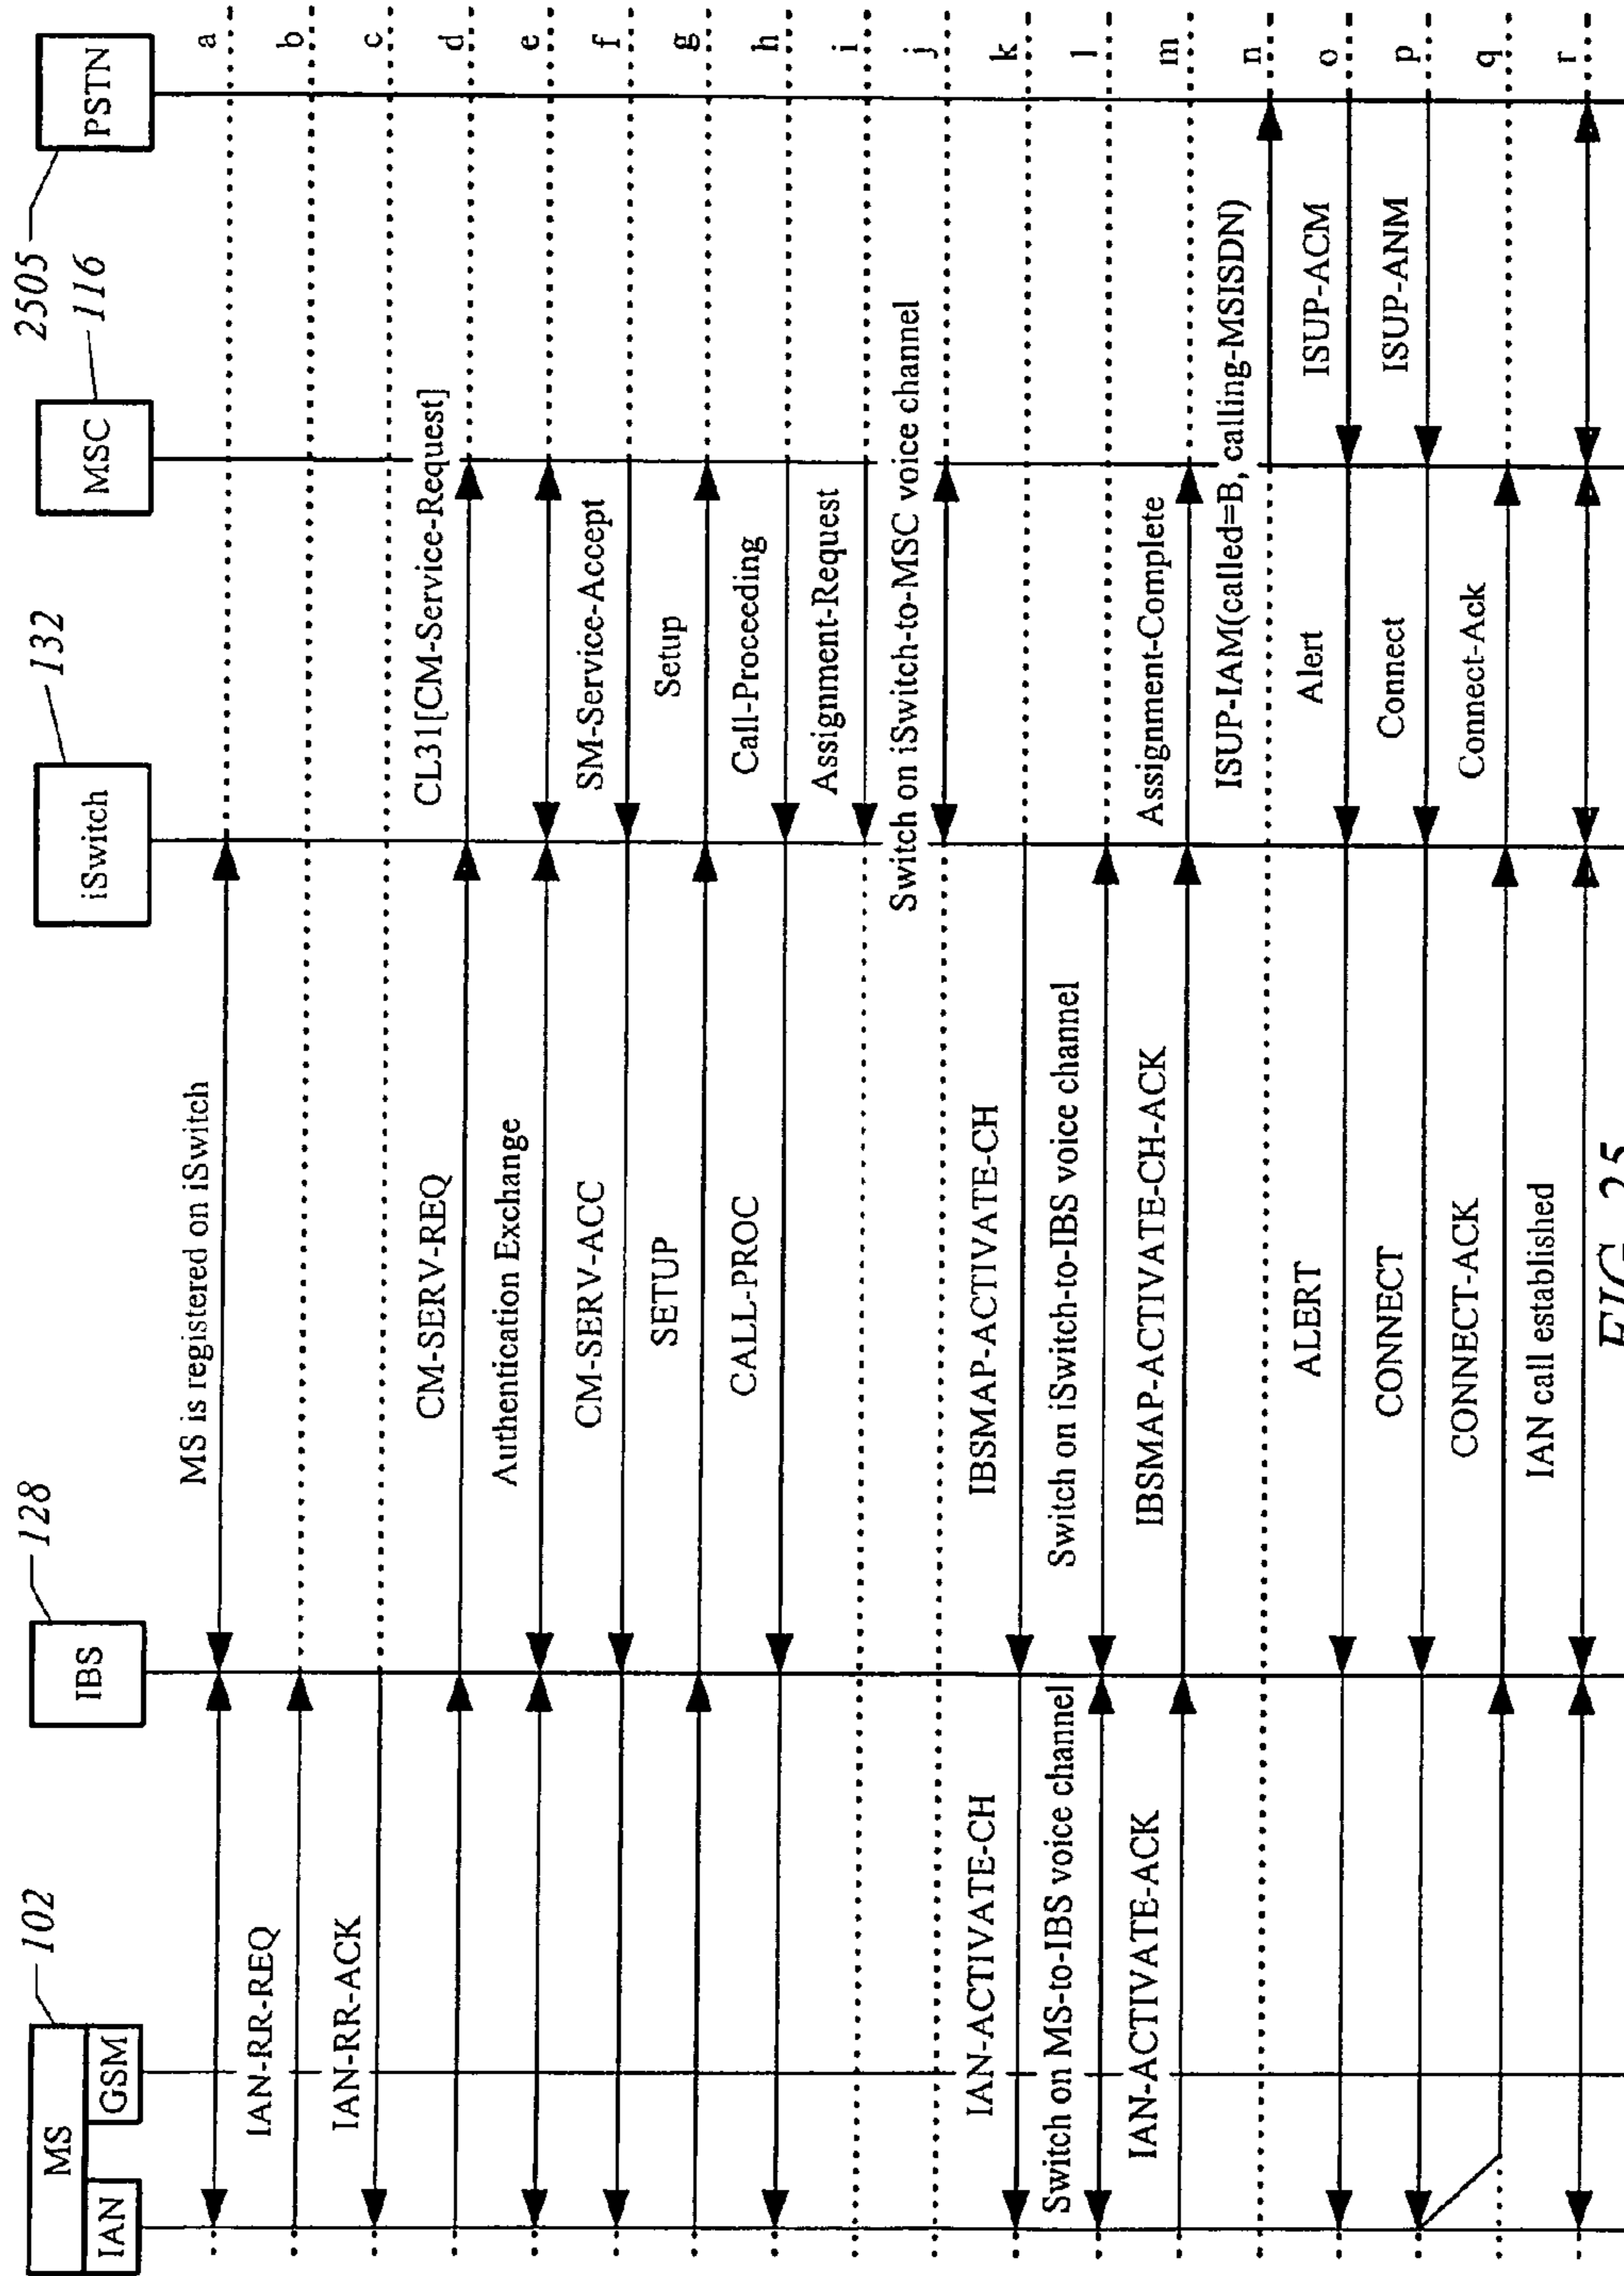 MS
IAN
GSM
102
IBS
128
iSwitch
132
MSC
116
PSTN
2505
MS is registered on iSwitch
a
IAN-RR-REQ
b
IAN-RR-ACK
c
CM-SERV-REQ
CL31[CM-Service-Request]
d
Authentication Exchange
e
CM-SERV-ACC
SM-Service-Accept
f
SETUP
Setup
g
CALL-PROC
Call-Proceeding
h
Assignment-Request
i
Switch on iSwitch-to-MSC voice channel
j
IAN-ACTIVATE-CH
IBSMAP-ACTIVATE-CH
k
Switch on MS-to-IBS voice channel
Switch on iSwitch-to-IBS voice channel
l
IAN-ACTIVATE-ACK
IBSMAP-ACTIVATE-CH-ACK
Assignment-Complete
m
ISUP-IAM(called=B, calling-MSISDN)
n
ALERT
Alert
ISUP-ACM
o
CONNECT
Connect
ISUP-ANM
p
CONNECT-ACK
Connect-Ack
q
IAN call established
r
FIG. 25